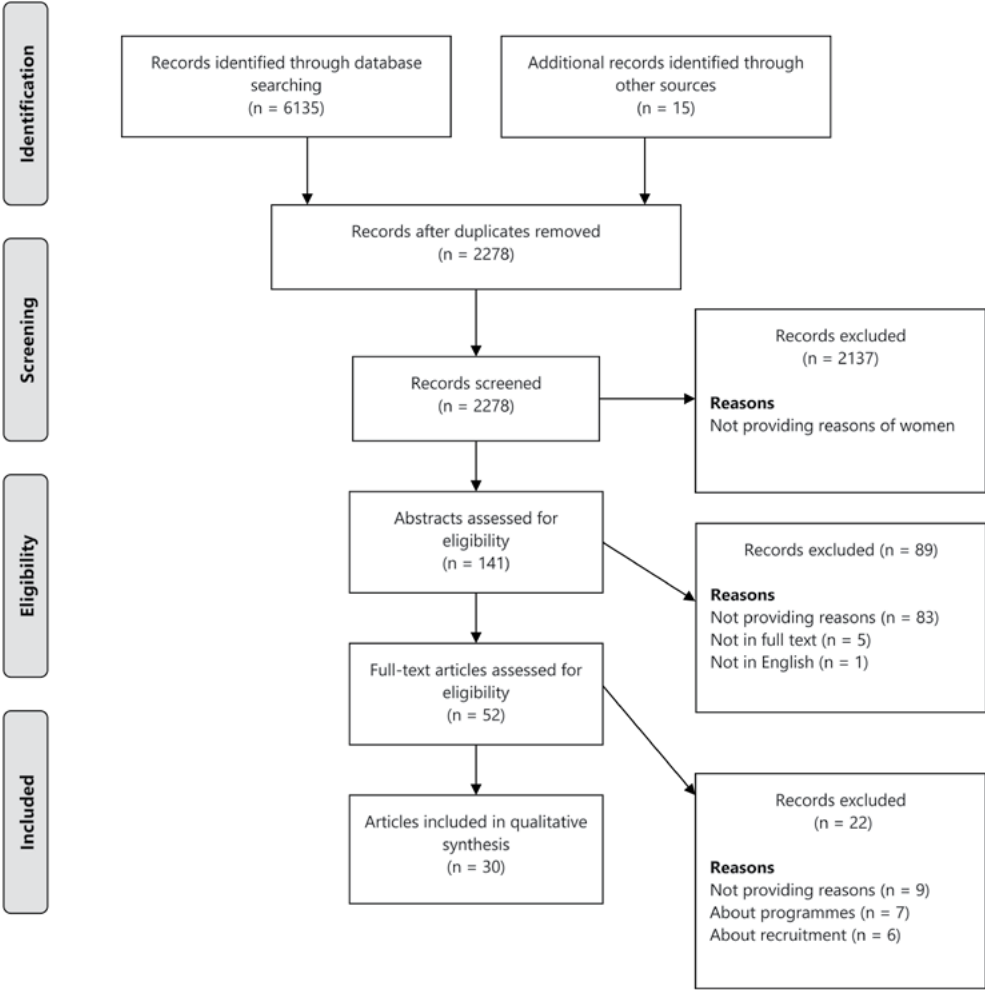 Identification
Records identified through database
searching
(n = 6135)
Additional records identified through
other sources
(n = 15)
Records after duplicates removed
(n = 2278)
Screening
Records screened
(n = 2278)
Records excluded
(n = 2137)
Reasons
Not providing reasons of women
Eligibility
Abstracts assessed for
eligibility
(n = 141)
Records excluded (n = 89)
Reasons
Not providing reasons (n = 83)
Not in full text (n = 5)
Not in English (n = 1)
Full-text articles assessed for
eligibility
(n = 52)
Records excluded
(n = 22)
Reasons
Not providing reasons (n = 9)
About programmes (n = 7)
About recruitment (n = 6)
Included
Articles included in qualitative
synthesis
(n = 30)